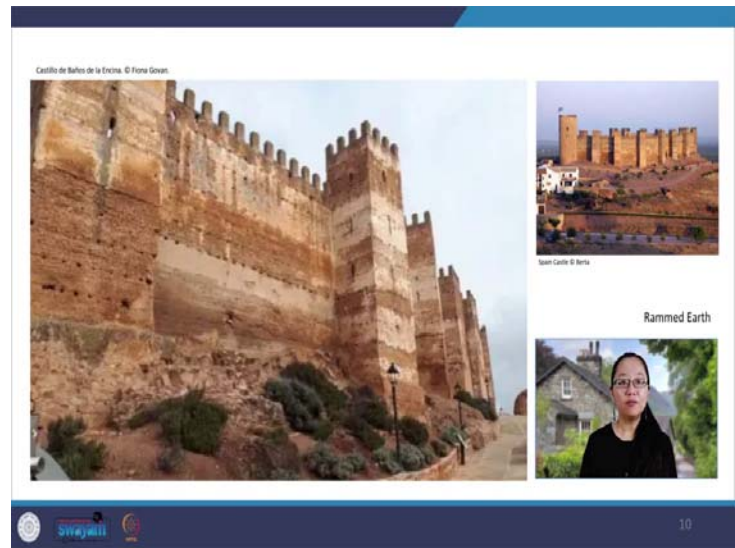 Castillo de Baños de la Encina. © Fiona Govan.
Spain Castle © Berta
Rammed Earth
swayam
10